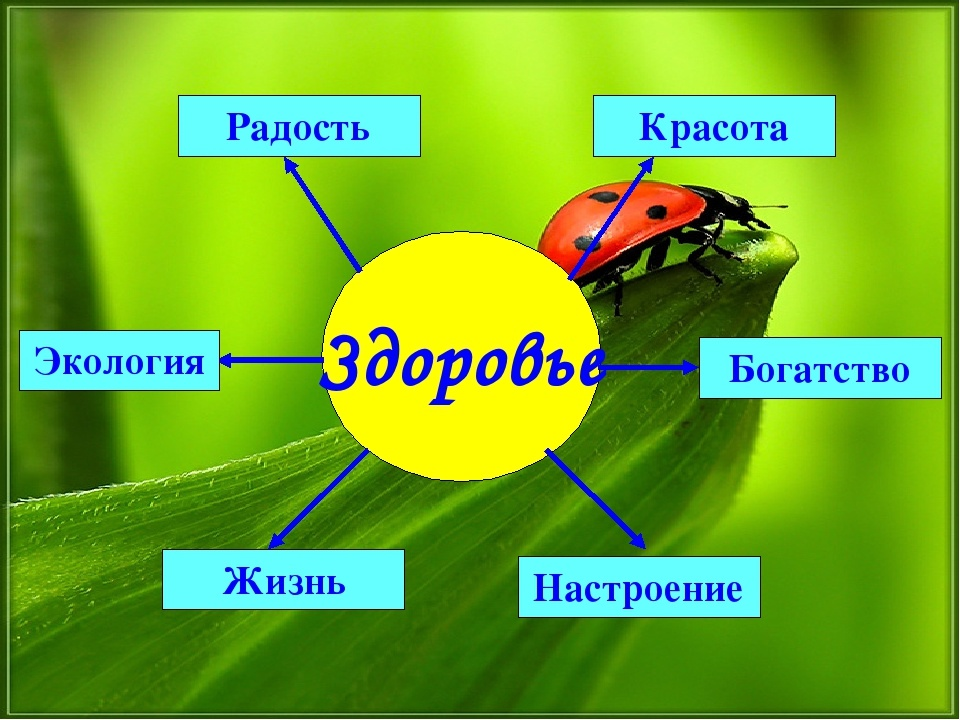 Радость
Красота
Экология
Здоровье
Богатство
Жизнь
Настроение